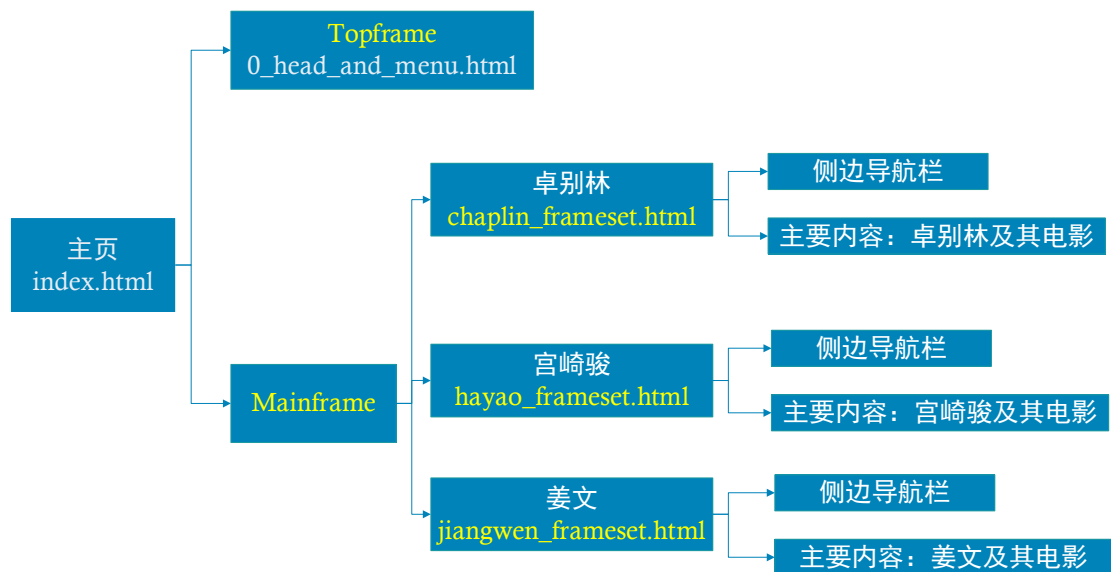 Topframe
0_head_and_menu.html
主页
index.html
Mainframe
卓别林
chaplin_frameset.html
侧边导航栏
主要内容：卓别林及其电影
宫崎骏
hayao_frameset.html
侧边导航栏
主要内容：宫崎骏及其电影
姜文
jiangwen_frameset.html
侧边导航栏
主要内容：姜文及其电影